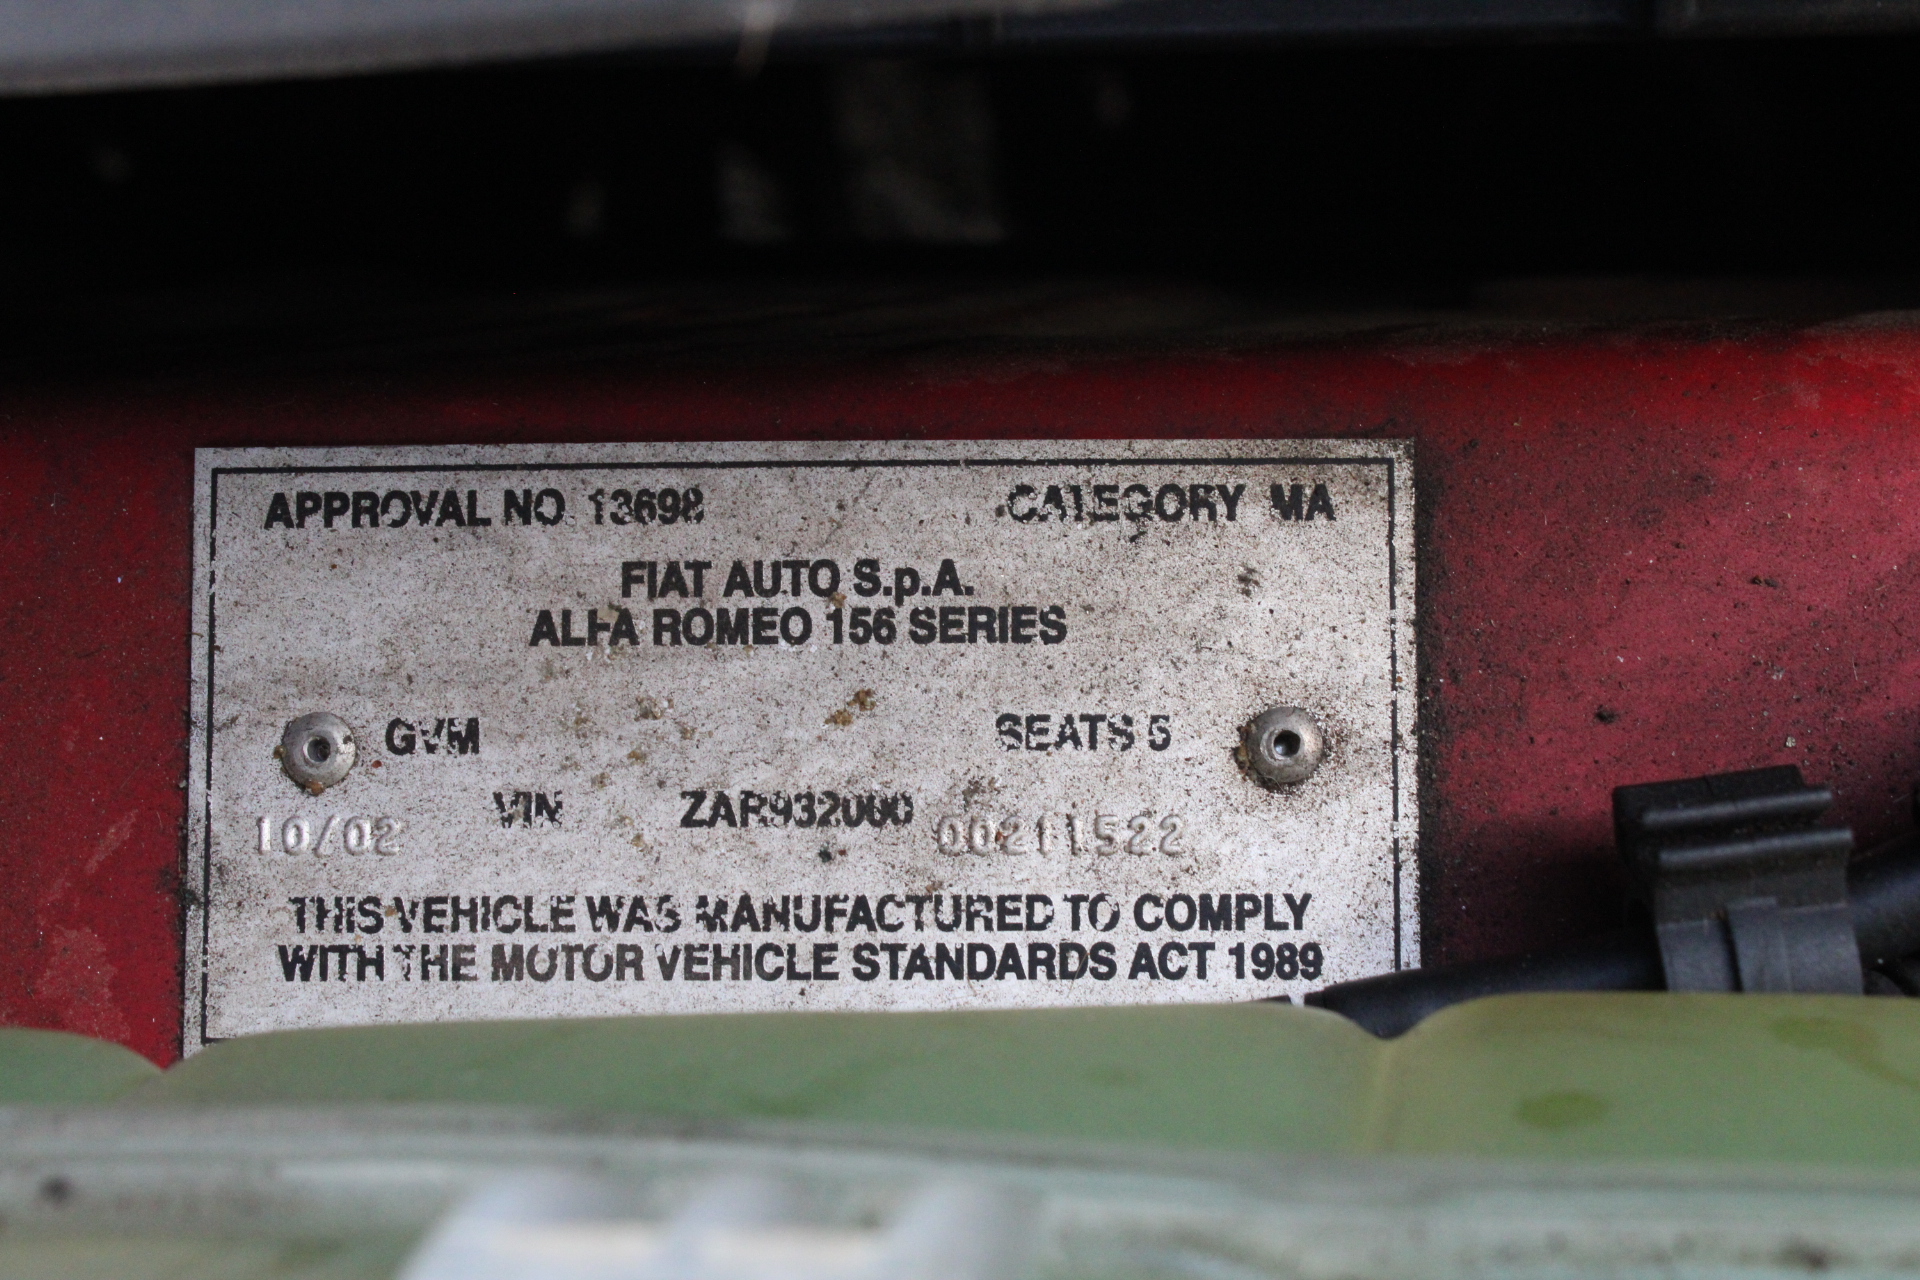 APPROVAL NO. 13698 CATEGORY MA
FIAT AUTO S.p.A.
ALFA ROMEO 156 SERIES
GVM SEATS 5
10/02 VIN ZAR932000 00211522
THIS VEHICLE WAS MANUFACTURED TO COMPLY
WITH THE MOTOR VEHICLE STANDARDS ACT 1989